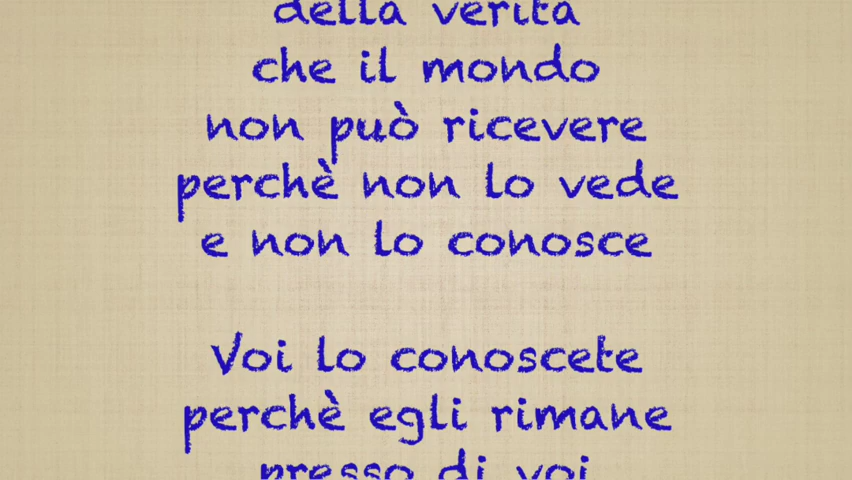 della verità
che il mondo
non può ricevere
perchè non lo vede
e non lo conosce
Voi lo conoscete
perchè egli rimane
presso di voi